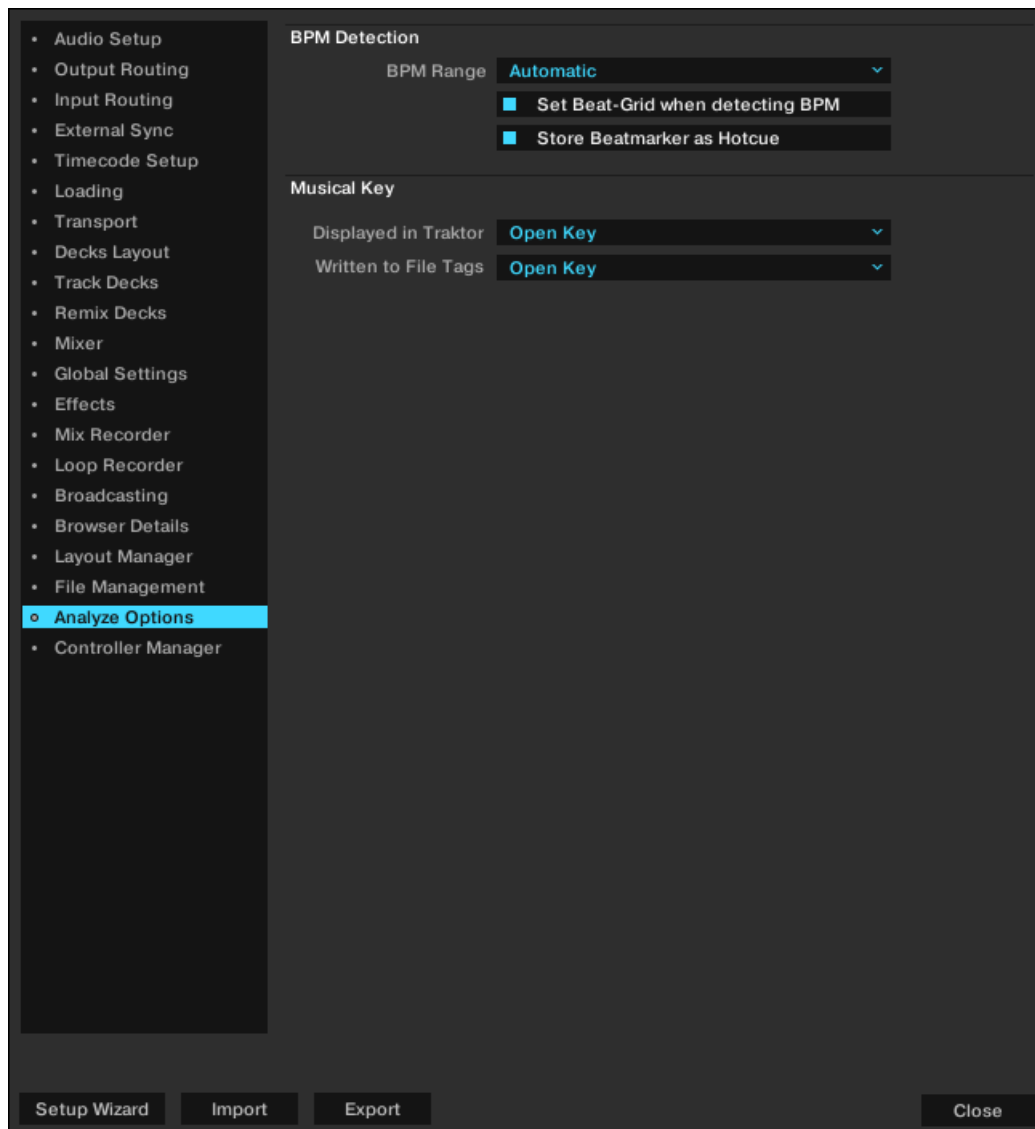 Audio Setup
Output Routing
Input Routing
External Sync
Timecode Setup
Loading
Transport
Decks Layout
Track Decks
Remix Decks
Mixer
Global Settings
Effects
Mix Recorder
Loop Recorder
Broadcasting
Browser Details
Layout Manager
File Management
Analyze Options
Controller Manager
BPM Detection
BPM Range Automatic
Set Beat-Grid when detecting BPM
Store Beatmarker as Hotcue
Musical Key
Displayed in Traktor Open Key
Written to File Tags Open Key
Setup Wizard Import Export Close